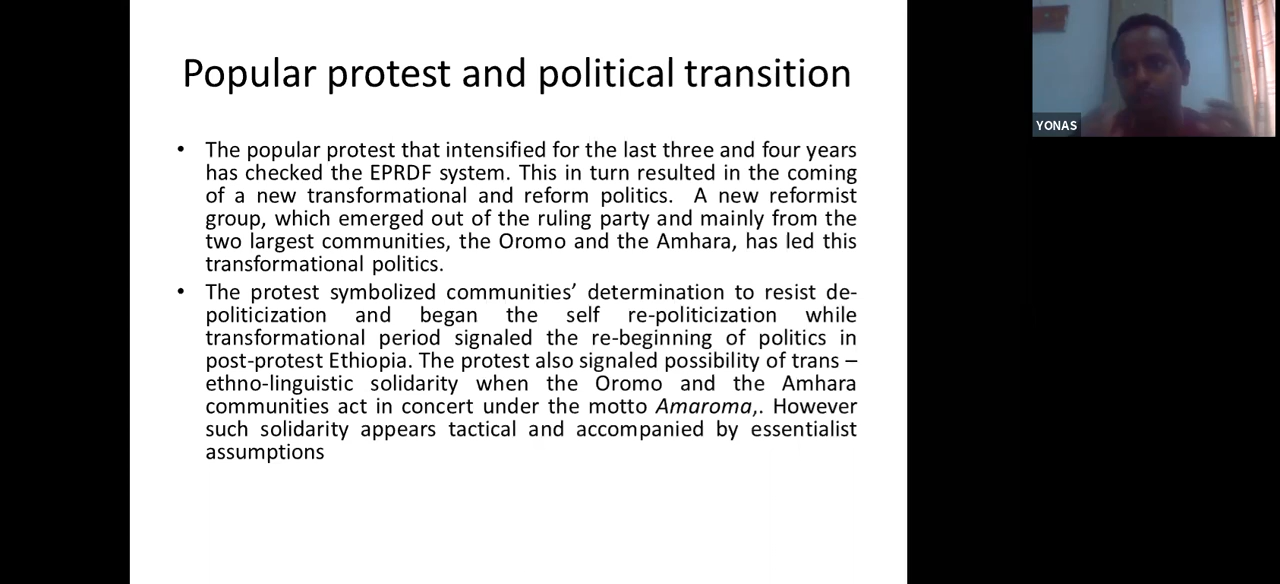 Popular protest and political transition
• The popular protest that intensified for the last three and four years
has checked the EPRDF system. This in turn resulted in the coming
of a new transformational and reform politics. A new reformist
group, which emerged out of the ruling party and mainly from the
two largest communities, the Oromo and the Amhara, has led this
transformational politics.
• The protest symbolized communities’ determination to resist de-
politicization and began the self re-politicization while
transformational period signaled the re-beginning of politics in
post-protest Ethiopia. The protest also signaled possibility of trans –
ethno-linguistic solidarity when the Oromo and the Amhara
communities act in concert under the motto Amaroma,. However
such solidarity appears tactical and accompanied by essentialist
assumptions
YONAS